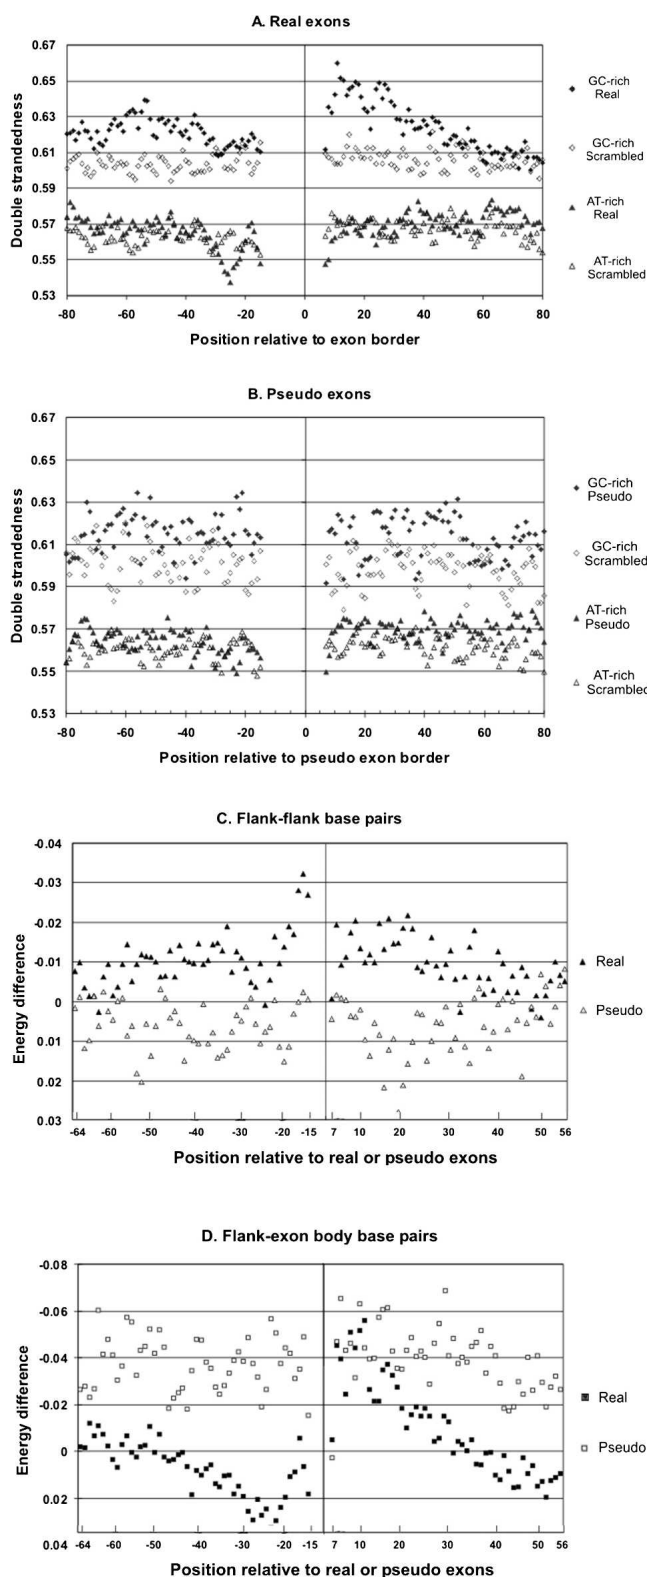 A. Real exons
0.67
0.65
0.63
0.61
0.59
0.57
0.55
0.53
Double strandedness
-80 -60 -40 -20 0 20 40 60 80
Position relative to exon border
GC-rich
Real
GC-rich
Scrambled
AT-rich
Real
AT-rich
Scrambled
B. Pseudo exons
0.67
0.65
0.63
0.61
0.59
0.57
0.55
0.53
Double strandedness
-80 -60 -40 -20 0 20 40 60 80
Position relative to pseudo exon border
GC-rich
Pseudo
GC-rich
Scrambled
AT-rich
Pseudo
AT-rich
Scrambled
C. Flank-flank base pairs
-0.04
-0.03
-0.02
-0.01
0
0.01
0.02
0.03
Energy difference
-64 -60 -50 -40 -30 -20 -15 7 10 20 30 40 50 56
Position relative to real or pseudo exons
Real
Pseudo
D. Flank-exon body base pairs
-0.08
-0.06
-0.04
-0.02
0
0.02
0.04
Energy difference
-64 -60 -50 -40 -30 -20 -15 7 10 20 30 40 50 56
Position relative to real or pseudo exons
Real
Pseudo